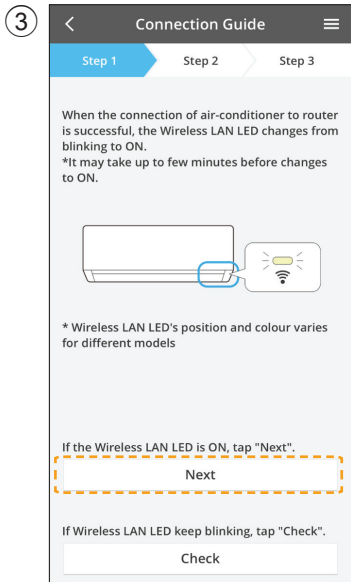 ③
Connection Guide
Step 1 Step 2 Step 3
When the connection of air-conditioner to router
is successful, the Wireless LAN LED changes from
blinking to ON.
*It may take up to few minutes before changes
to ON.
* Wireless LAN LED's position and colour varies
for different models
If the Wireless LAN LED is ON, tap "Next".
Next
If Wireless LAN LED keep blinking, tap "Check".
Check